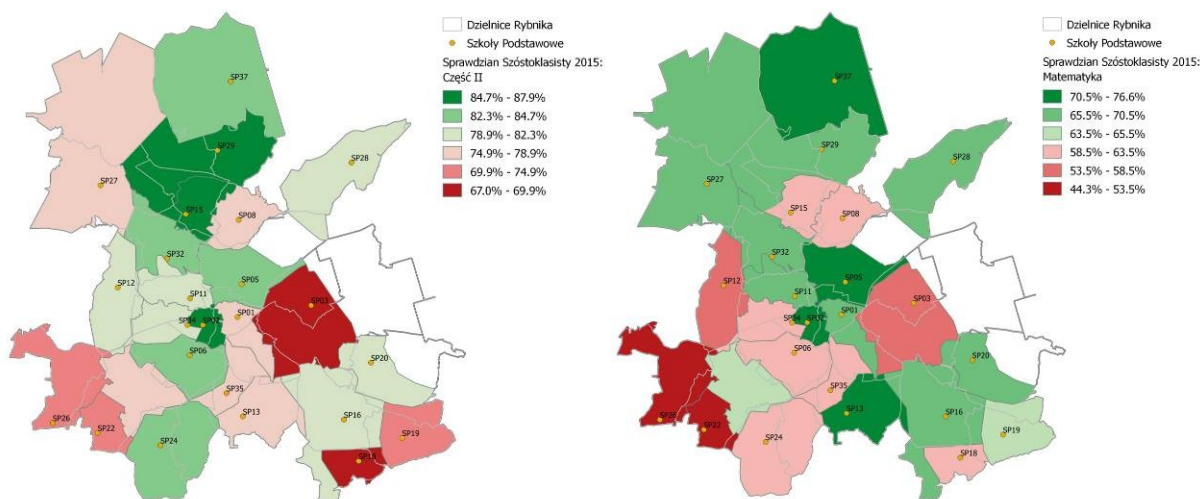 Dzielnice Rybnika
Szkoły Podstawowe
Sprawdzian Szóstoklasisty 2015:
Część II
84.7% - 87.9%
82.3% - 84.7%
78.9% - 82.3%
74.9% - 78.9%
69.9% - 74.9%
67.0% - 69.9%
SP37
SP29
SP28
SP27
SP15
SP08
SP32
SP12
SP05
SP11
SP03
SP01
SP34
SP02
SP06
SP20
SP35
SP13
SP16
SP26
SP22
SP24
SP19
SP18
Dzielnice Rybnika
Szkoły Podstawowe
Sprawdzian Szóstoklasisty 2015:
Matematyka
70.5% - 76.6%
65.5% - 70.5%
63.5% - 65.5%
58.5% - 63.5%
53.5% - 58.5%
44.3% - 53.5%
SP37
SP29
SP28
SP27
SP15
SP08
SP32
SP12
SP05
SP11
SP03
SP01
SP34
SP02
SP06
SP20
SP35
SP13
SP16
SP26
SP22
SP24
SP19
SP18